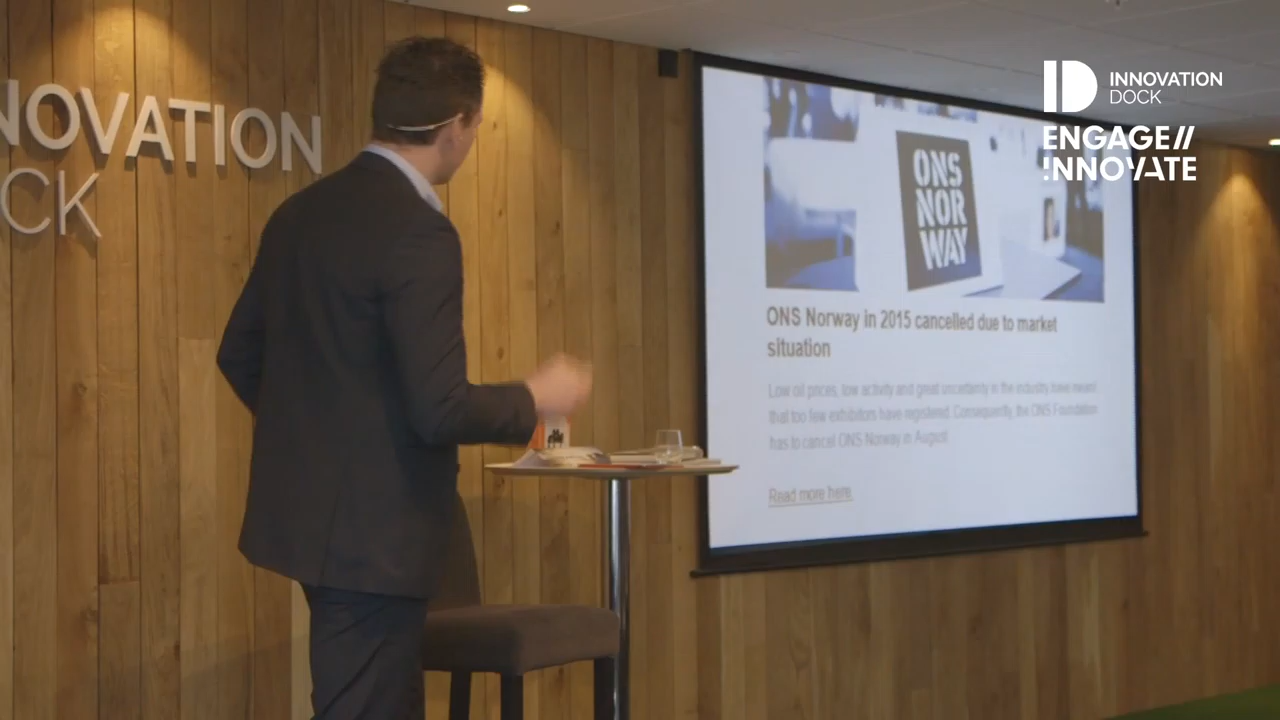 NOVATION
OCK
ONS
NOR
WAY
ONS Norway in 2015 cancelled due to market
situation
Low oil prices, low activity and great uncertainty in the industry have meant
that too few exhibitors have registered. Consequently, the ONS Foundation
has to cancel ONS Norway in August.
Read more here.
INNOVATION
DOCK
ENGAGE//
INNOVATE